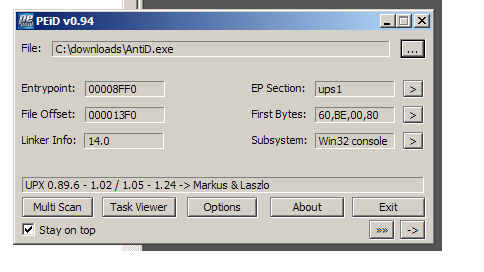 PEiD v0.94
File: C:\downloads\AntiD.exe ...
Entrypoint: 00008FF0 EP Section: ups1 >
File Offset: 000013F0 First Bytes: 60,BE,00,80 >
Linker Info: 14.0 Subsystem: Win32 console >
UPX 0.89.6 - 1.02 / 1.05 - 1.24 -> Markus & Laszlo
Multi Scan Task Viewer Options About Exit
Stay on top »» ->